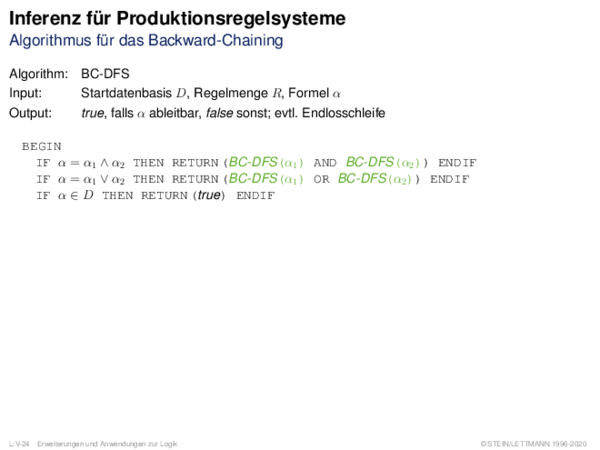 Inferenz für Produktionsregelsysteme
Algorithmus für das Backward-Chaining
Algorithm: BC-DFS
Input: Startdatenbasis D, Regelmenge R, Formel α
Output: true, falls α ableitbar, false sonst; evtl. Endlosschleife
BEGIN
IF α = α₁ ∧ α₂ THEN RETURN (BC-DFS(α₁) AND BC-DFS(α₂)) ENDIF
IF α = α₁ ∨ α₂ THEN RETURN (BC-DFS(α₁) OR BC-DFS(α₂)) ENDIF
IF α ∈ D THEN RETURN (true) ENDIF
L:V-24 Erweiterungen und Anwendungen zur Logik ©STEIN/LETTMANN 1996-2020